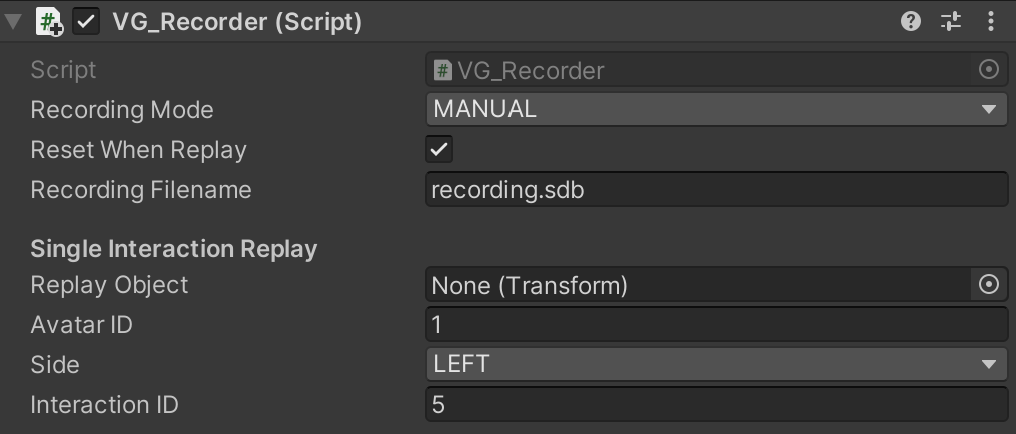 VG_Recorder (Script)
Script # VG_Recorder
Recording Mode MANUAL
Reset When Replay
Recording Filename recording.sdb
Single Interaction Replay
Replay Object None (Transform)
Avatar ID 1
Side LEFT
Interaction ID 5